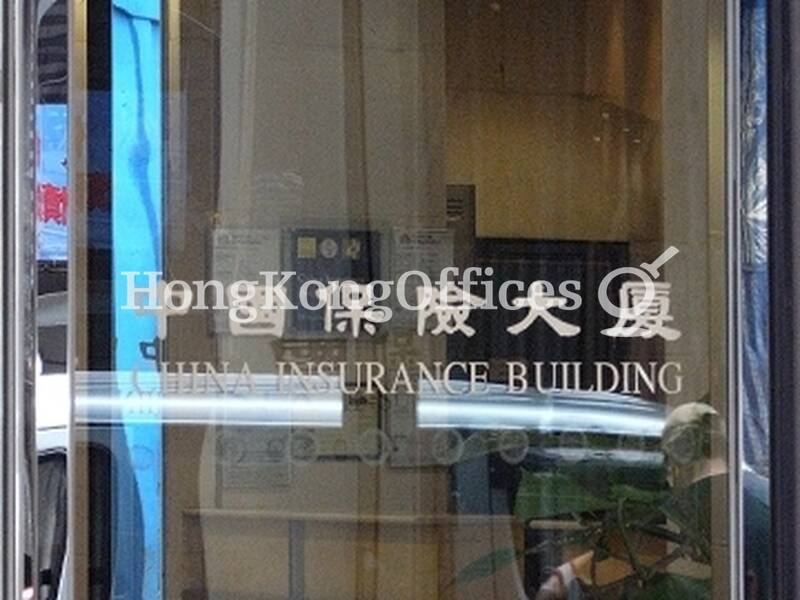 HongKongOffices
中國保險大廈
CHINA INSURANCE BUILDING